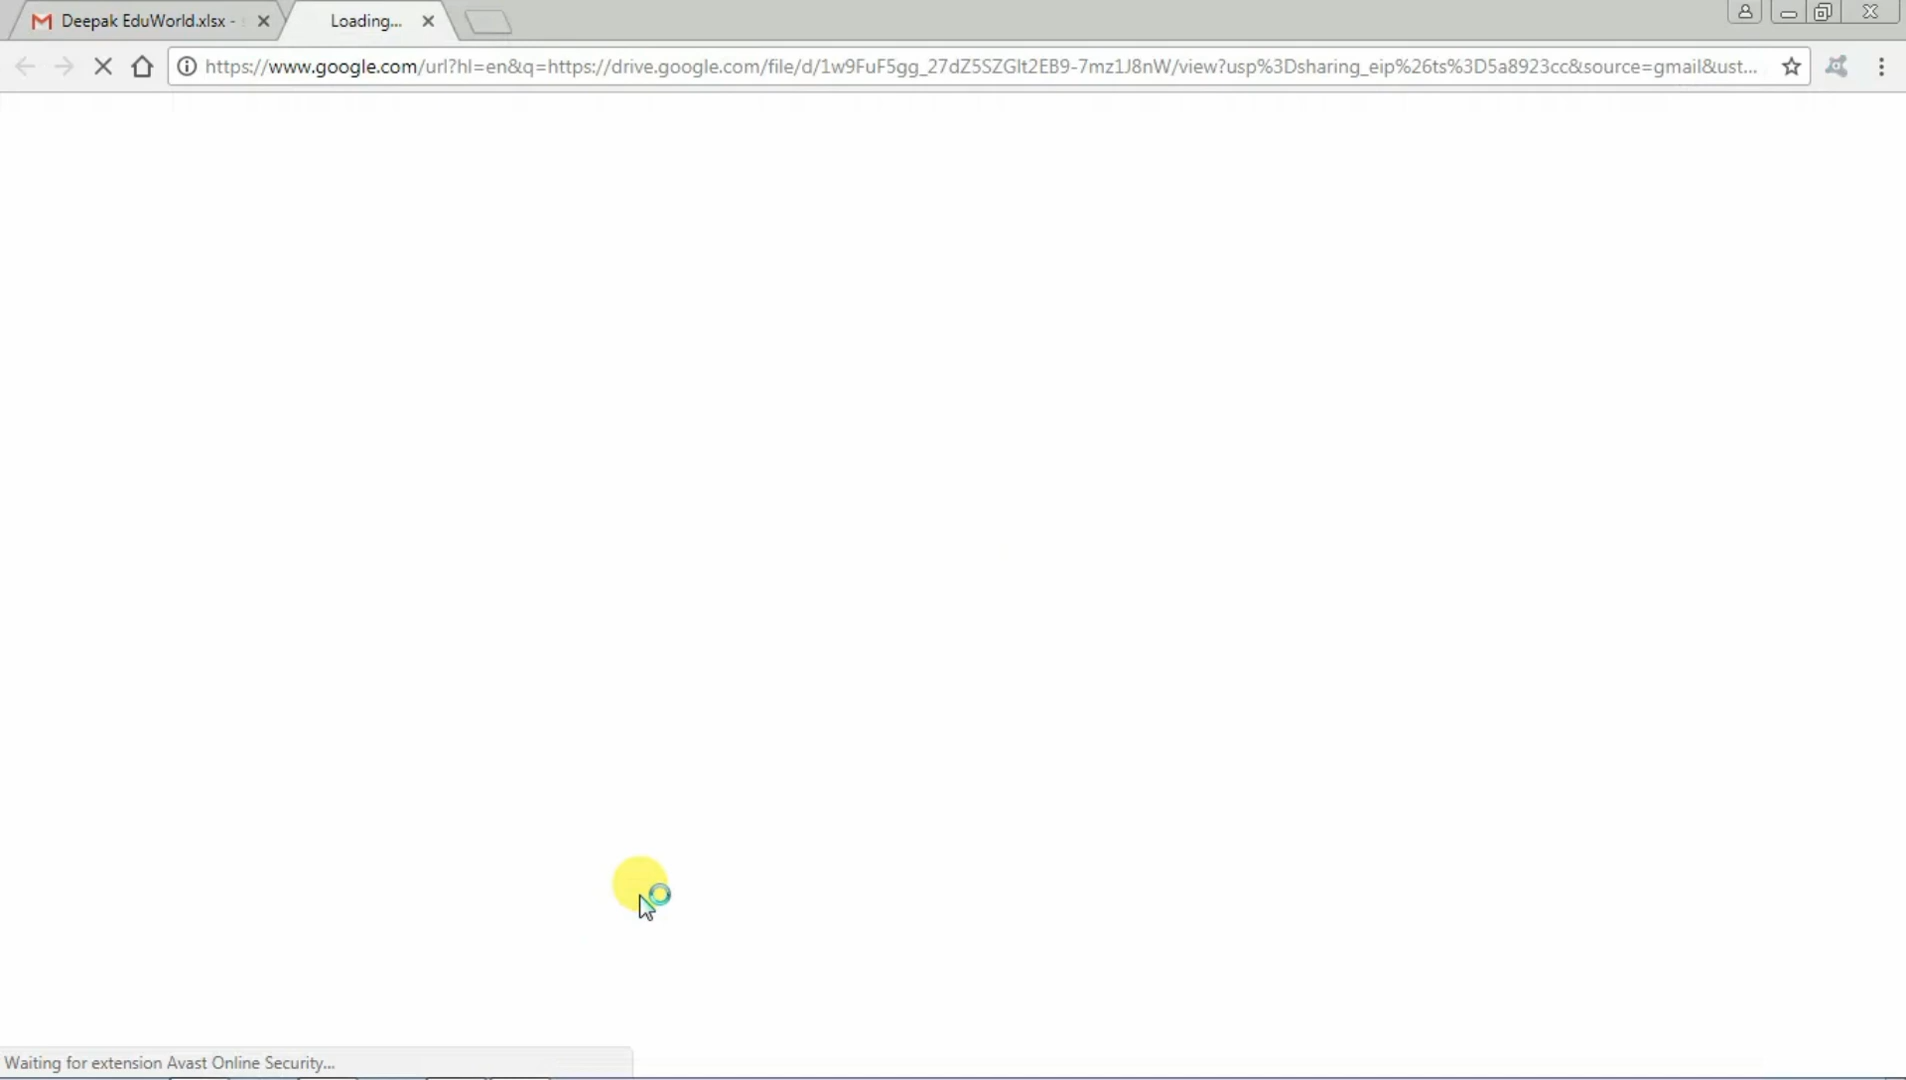 Deepak EduWorld.xlsx -
Loading...
https://www.google.com/url?hl=en&q=https://drive.google.com/file/d/1w9FuF5gg_27dZ5SZGlt2EB9-7mz1J8nW/view?usp%3Dsharing_eip%26ts%3D5a8923cc&source=gmail&ust...
Waiting for extension Avast Online Security...